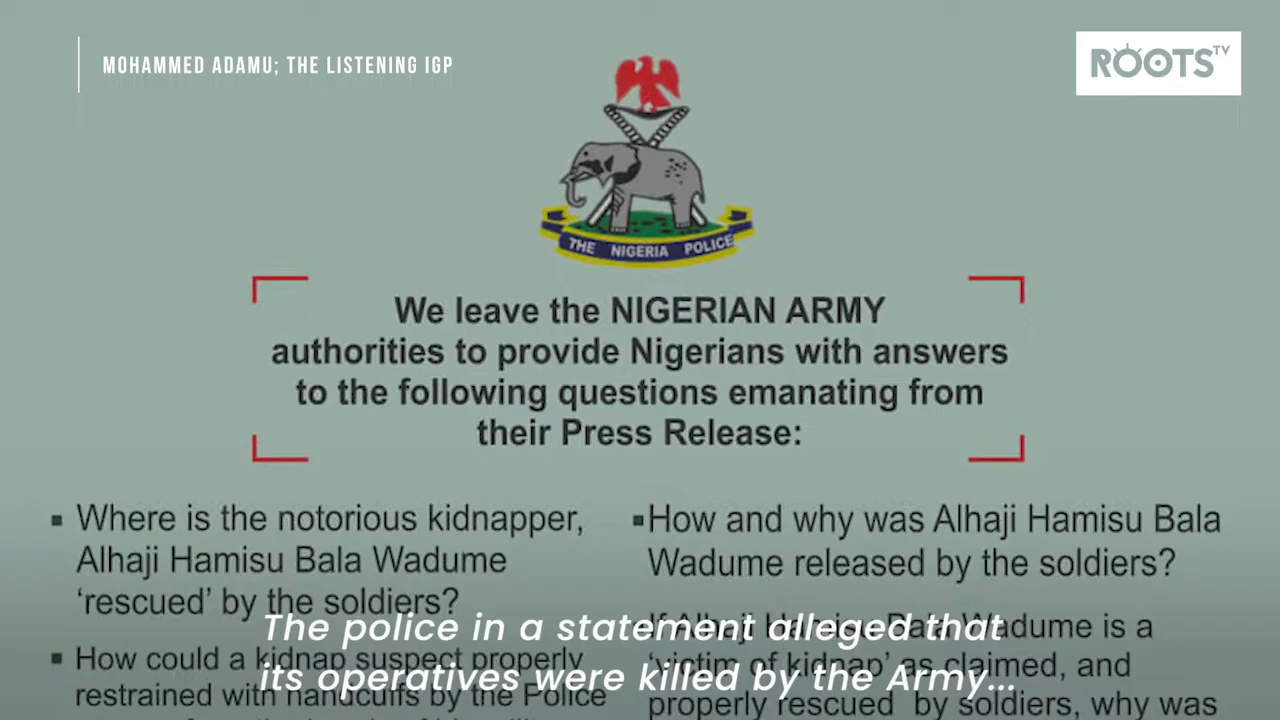 MOHAMMED ADAMU; THE LISTENING IGP
ROOTS TV
THE NIGERIA POLICE
We leave the NIGERIAN ARMY
authorities to provide Nigerians with answers
to the following questions emanating from
their Press Release:
▪ Where is the notorious kidnapper,
Alhaji Hamisu Bala Wadume
‘rescued’ by the soldiers?
▪ How could a kidnap suspect properly
restrained with handcuffs by the Police
▪ How and why was Alhaji Hamisu Bala
Wadume released by the soldiers?
If Alhaji Hamisu Bala Wadume is a
‘victim of kidnap’ as claimed, and
properly ‘rescued’ by soldiers, why was
The police in a statement alleged that
its operatives were killed by the Army...